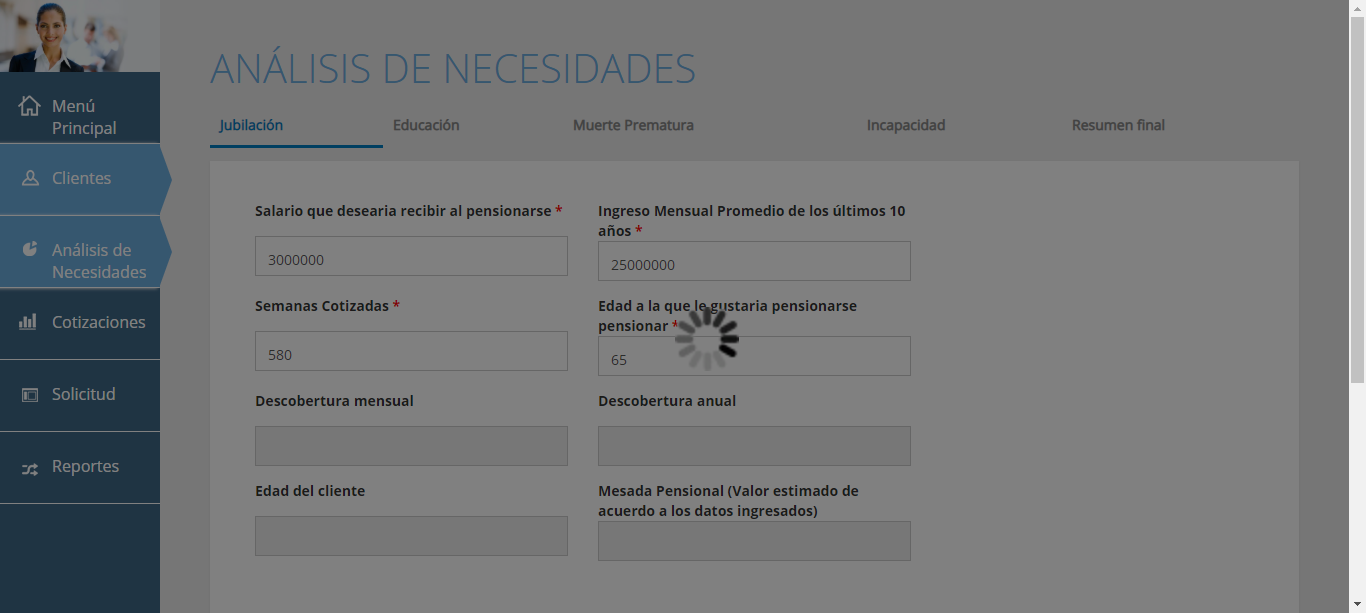 Menú
Principal
Clientes
Análisis de
Necesidades
Cotizaciones
Solicitud
Reportes
ANÁLISIS DE NECESIDADES
Jubilación
Educación
Muerte Prematura
Incapacidad
Resumen final
Salario que desearia recibir al pensionarse *
3000000
Ingreso Mensual Promedio de los últimos 10
años *
25000000
Semanas Cotizadas *
580
Edad a la que le gustaria pensionarse
pensionar *
65
Descobertura mensual
Descobertura anual
Edad del cliente
Mesada Pensional (Valor estimado de
acuerdo a los datos ingresados)